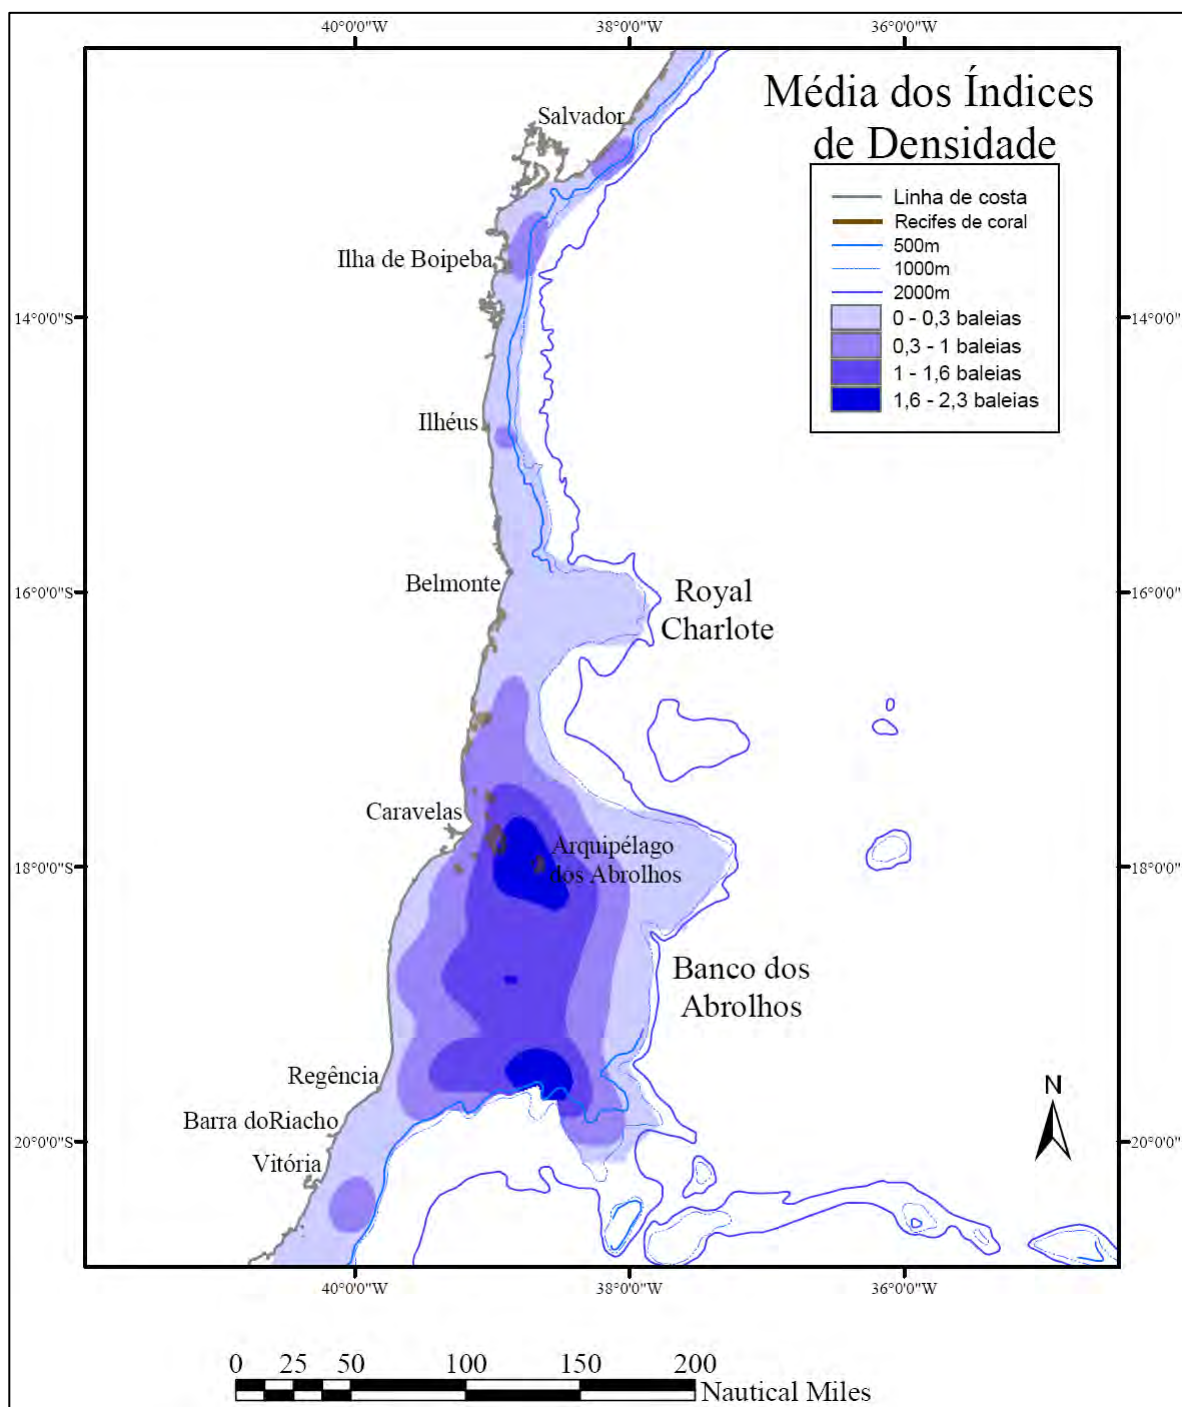 40°0'0"W 38°0'0"W 36°0'0"W
Média dos Índices
de Densidade
Linha de costa
Recifes de coral
500m
1000m
2000m
0 - 0,3 baleias
0,3 - 1 baleias
1 - 1,6 baleias
1,6 - 2,3 baleias
Salvador
Ilha de Boipeba
14°0'0"S 14°0'0"S
Ilhéus
Belmonte
16°0'0"S 16°0'0"S
Royal
Charlote
Caravelas
Arquipélago
dos Abrolhos
18°0'0"S 18°0'0"S
Banco dos
Abrolhos
Regência
Barra doRiacho
Vitória
20°0'0"S 20°0'0"S
N
40°0'0"W 38°0'0"W 36°0'0"W
0 25 50 100 150 200
Nautical Miles